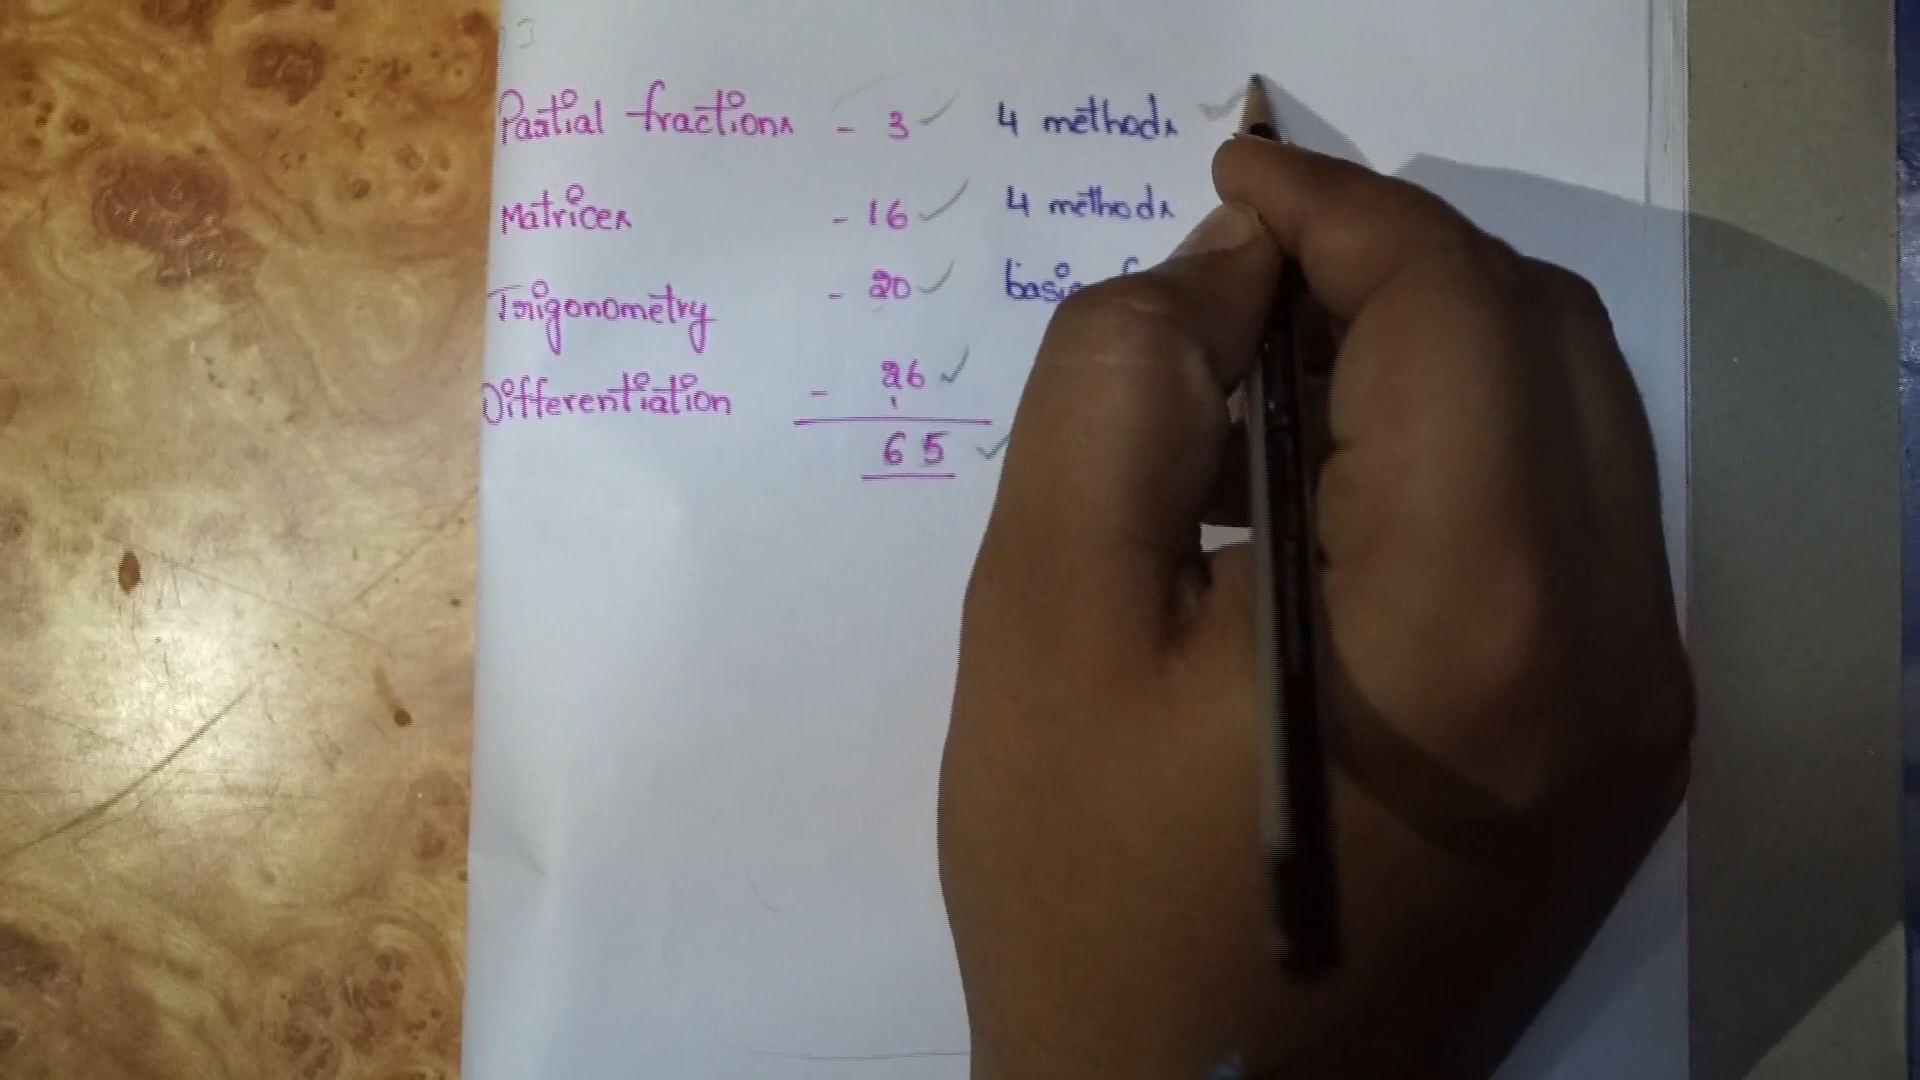 Partial fractions - 3 ✓ 4 methods ✓
Matrices - 16 ✓ 4 methods
Trigonometry - 20 ✓
Differentiation - 26 ✓
65 ✓